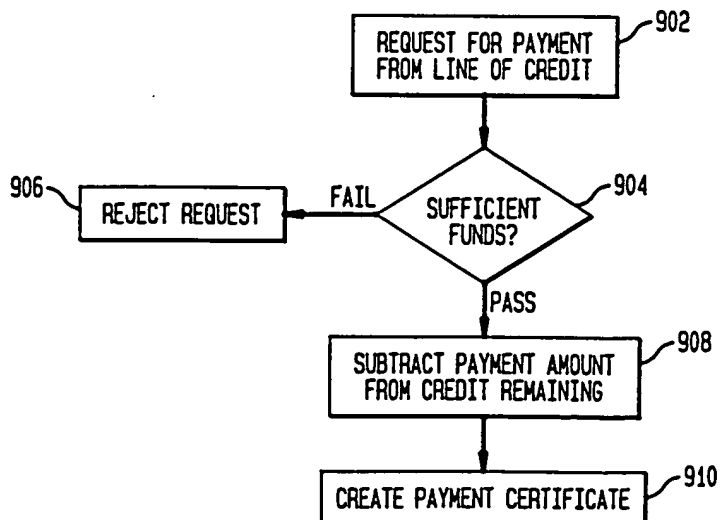 902
REQUEST FOR PAYMENT
FROM LINE OF CREDIT
904
SUFFICIENT
FUNDS?
FAIL
906
REJECT REQUEST
PASS
908
SUBTRACT PAYMENT AMOUNT
FROM CREDIT REMAINING
910
CREATE PAYMENT CERTIFICATE